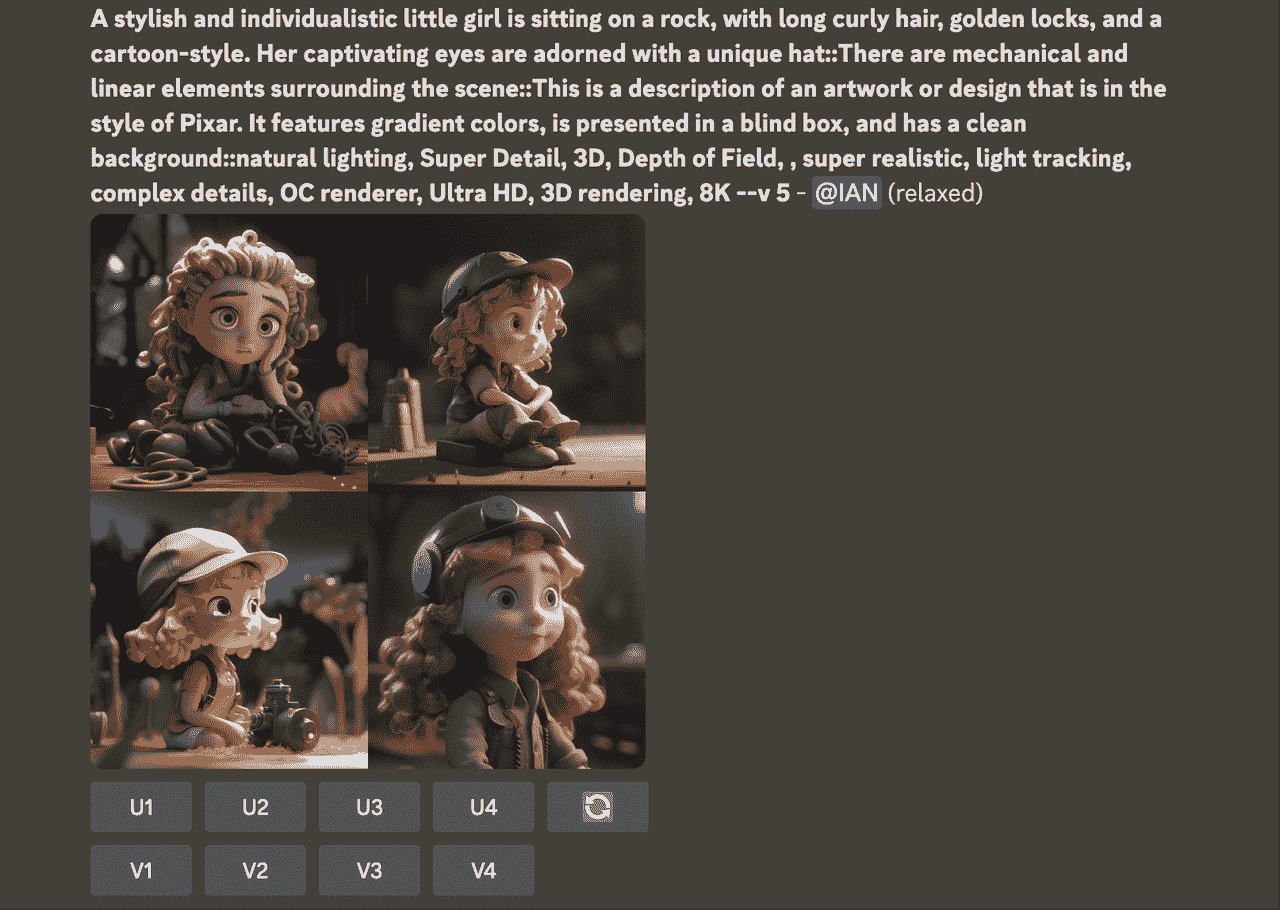 A stylish and individualistic little girl is sitting on a rock, with long curly hair, golden locks, and a
cartoon-style. Her captivating eyes are adorned with a unique hat::There are mechanical and
linear elements surrounding the scene::This is a description of an artwork or design that is in the
style of Pixar. It features gradient colors, is presented in a blind box, and has a clean
background::natural lighting, Super Detail, 3D, Depth of Field, , super realistic, light tracking,
complex details, OC renderer, Ultra HD, 3D rendering, 8K --v 5 - @IAN (relaxed)
U1 U2 U3 U4
V1 V2 V3 V4